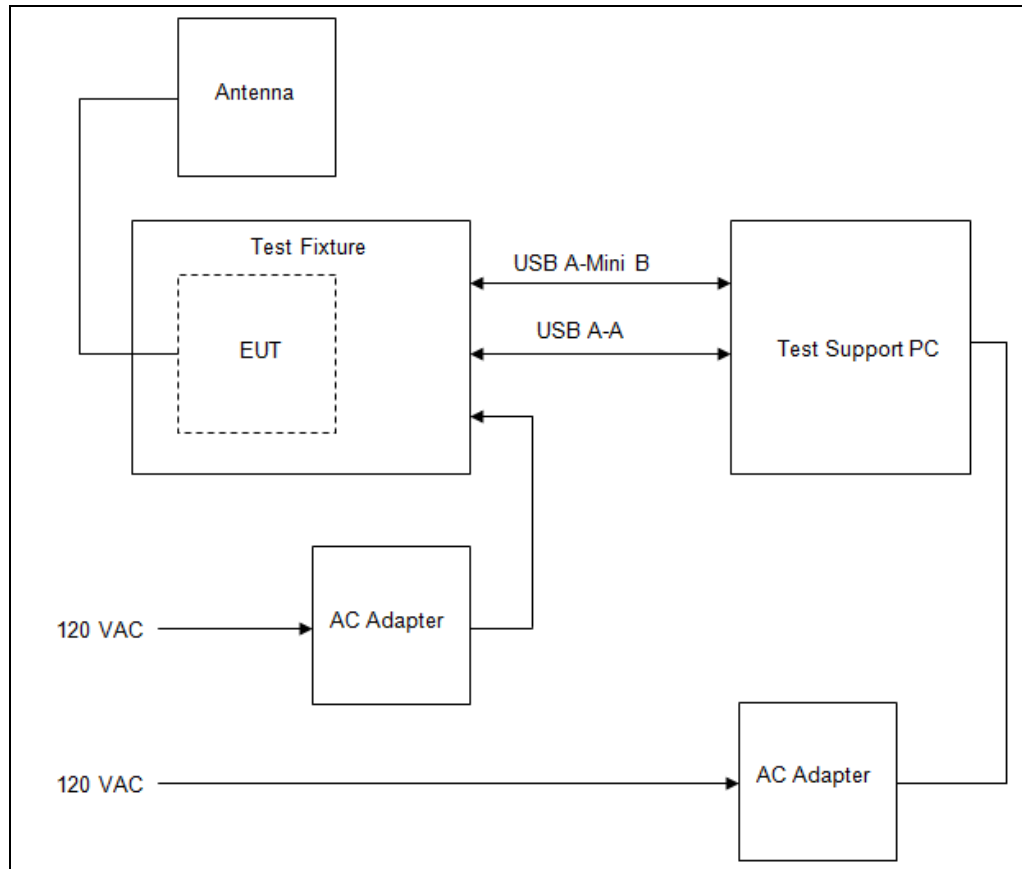 Antenna
Test Fixture
USB A-Mini B
USB A-A
EUT
Test Support PC
AC Adapter
120 VAC
AC Adapter
120 VAC